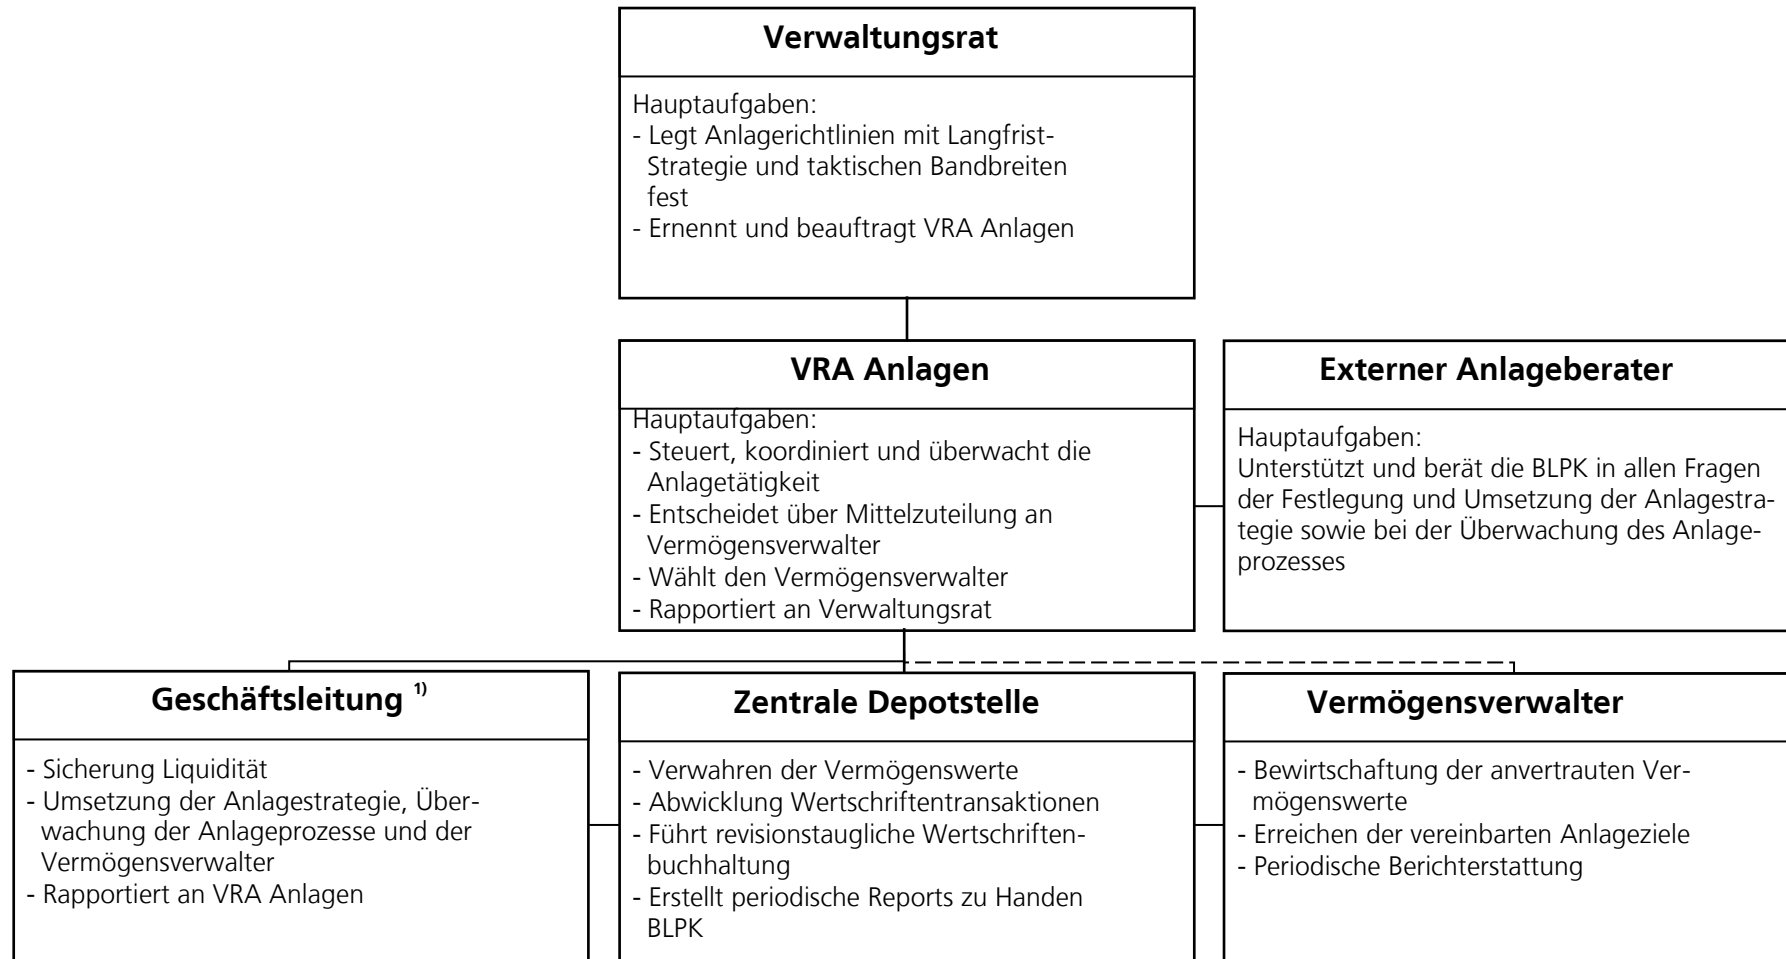 Verwaltungsrat
Hauptaufgaben:
- Legt Anlagerichtlinien mit Langfrist-
Strategie und taktischen Bandbreiten
fest
- Ernennt und beauftragt VRA Anlagen
VRA Anlagen
Hauptaufgaben:
- Steuert, koordiniert und überwacht die
Anlagetätigkeit
- Entscheidet über Mittelzuteilung an
Vermögensverwalter
- Wählt den Vermögensverwalter
- Rapportiert an Verwaltungsrat
Externer Anlageberater
Hauptaufgaben:
Unterstützt und berät die BLPK in allen Fragen
der Festlegung und Umsetzung der Anlagestra-
tegie sowie bei der Überwachung des Anlage-
prozesses
Geschäftsleitung 1)
- Sicherung Liquidität
- Umsetzung der Anlagestrategie, Über-
wachung der Anlageprozesse und der
Vermögensverwalter
- Rapportiert an VRA Anlagen
Zentrale Depotstelle
- Verwahren der Vermögenswerte
- Abwicklung Wertschriftentransaktionen
- Führt revisionstaugliche Wertschriften-
buchhaltung
- Erstellt periodische Reports zu Handen
BLPK
Vermögensverwalter
- Bewirtschaftung der anvertrauten Ver-
mögenswerte
- Erreichen der vereinbarten Anlageziele
- Periodische Berichterstattung